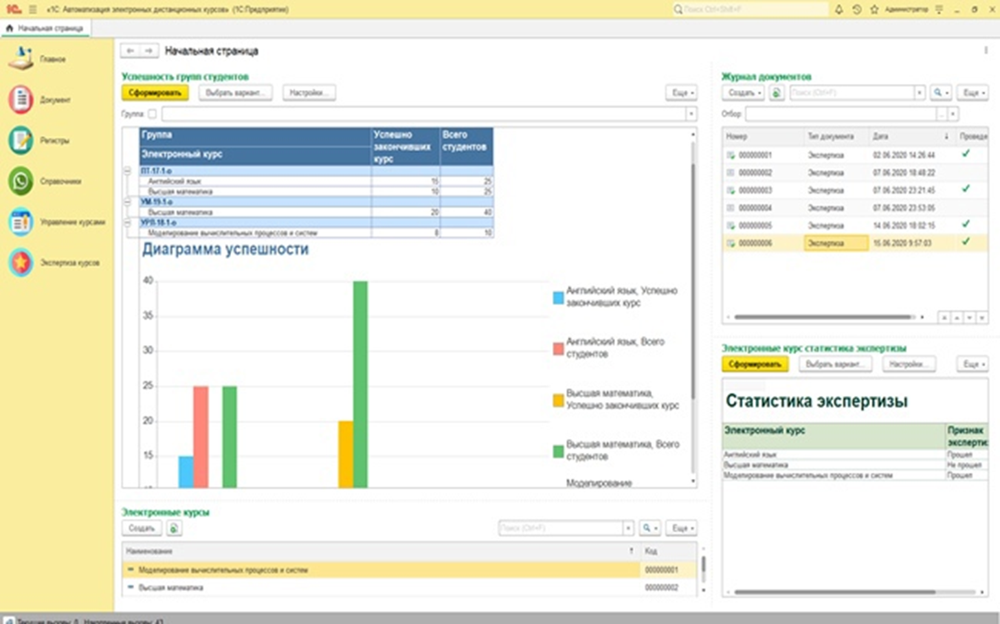 «1С: Автоматизация электронных дистанционных курсов» (1С:Предприятие)
Поиск Ctrl+Shift+F
Администратор
Начальная страница
Главное
Документ
Регистры
Справочники
Управление курсами
Экспертиза курсов
Начальная страница
Успешность групп студентов
Сформировать
Выбрать вариант...
Настройки...
Еще
Группа:
Группа
Успешно закончивших курс
Всего студентов
Электронный курс
ПТ-17-1-о
Английский язык 15 25
Высшая математика 10 25
УМ-19-1-о
Высшая математика 20 40
УРЛ-18-1-о
Моделирование вычислительных процессов и систем 8 10
Диаграмма успешности
40
35
30
25
20
15
Английский язык, Успешно
закончивших курс
Английский язык, Всего
студентов
Высшая математика,
Успешно закончивших курс
Высшая математика, Всего
студентов
Моделирование
Электронные курсы
Создать
Поиск (Ctrl+F)
Еще
Наименование Код
Моделирование вычислительных процессов и систем 000000001
Высшая математика 000000002
Журнал документов
Создать
Поиск (Ctrl+F)
Еще
Отбор:
Номер Тип документа Дата Проведе
000000001 Экспертиза 02.06.2020 14:26:44
000000002 Экспертиза 07.06.2020 18:48:22
000000003 Экспертиза 07.06.2020 23:21:45
000000004 Экспертиза 07.06.2020 23:53:05
000000005 Экспертиза 14.06.2020 18:02:15
000000006 Экспертиза 15.06.2020 9:57:03
Электронные курс статистика экспертизы
Сформировать
Выбрать вариант...
Настройки...
Еще
Статистика экспертизы
Электронный курс
Признак
эксперти
Английский язык Прошел
Высшая математика Не прошел
Моделирование вычислительных процессов и систем Прошел